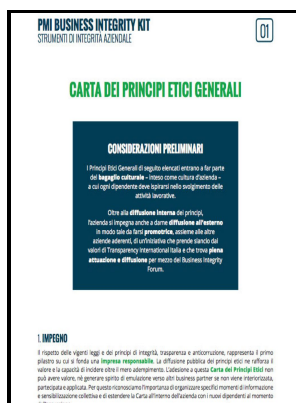 PMI BUSINESS INTEGRITY KIT
STRUMENTI DI INTEGRITÀ AZIENDALE
01
CARTA DEI PRINCIPI ETICI GENERALI
CONSIDERAZIONI PRELIMINARI
I Principi Etici Generali di seguito elencati entrano a far parte
del bagaglio culturale - inteso come cultura d'azienda -
a cui ogni dipendente deve ispirarsi nello svolgimento delle
attività lavorative.
Oltre alla diffusione interna dei principi,
l'azienda si impegna anche a darne diffusione all'esterno
in modo tale da farsi promotrice, assieme alle altre
aziende aderenti, di un'iniziativa che prende slancio dai
valori di Transparency International Italia e che trova piena
attuazione e diffusione per mezzo del Business Integrity
Forum.
1. IMPEGNO
Il rispetto delle vigenti leggi e dei principi di integrità, trasparenza e anticorruzione, rappresenta il primo
pilastro su cui si fonda una impresa responsabile. La diffusione pubblica dei principi etici ne rafforza il
valore e la capacità di incidere oltre il mero adempimento. L'adesione a questa Carta dei Principi Etici non
può avere valore, né generare spirito di emulazione verso altri business partner se non viene interiorizzata,
partecipata e applicata. Per questo riconosciamo l'importanza di organizzare specifici momenti di informazione
e sensibilizzazione collettiva e di estendere la Carta all'interno dell'azienda con i nuovi dipendenti al momento